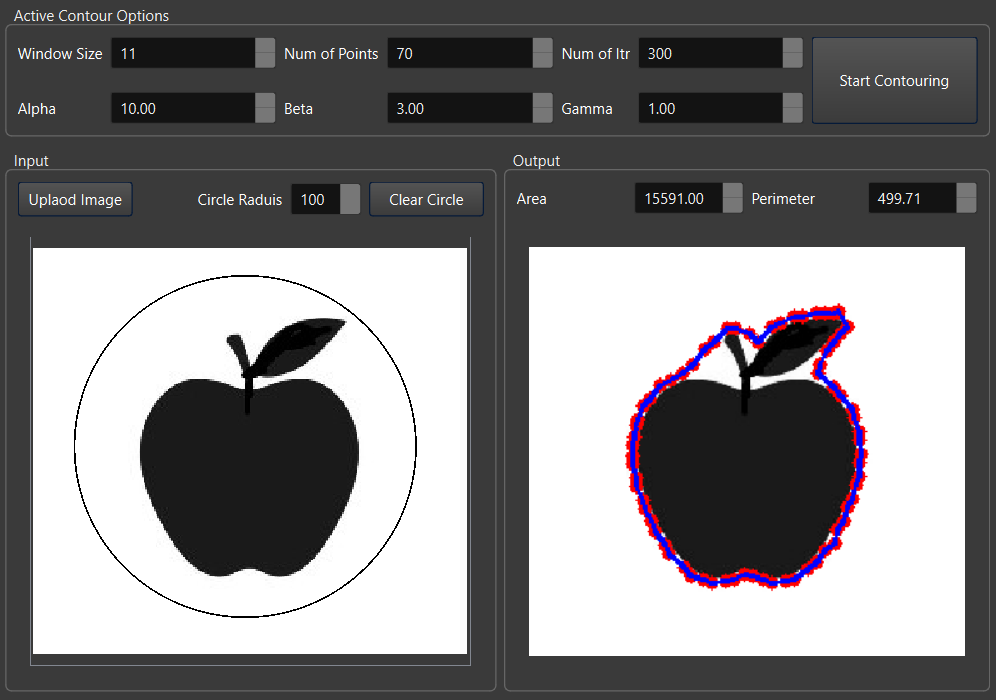 Active Contour Options
Window Size 11 Num of Points 70 Num of Itr 300
Start Contouring
Alpha 10.00 Beta 3.00 Gamma 1.00
Input
Uplaod Image Circle Raduis 100 Clear Circle
Output
Area 15591.00 Perimeter 499.71